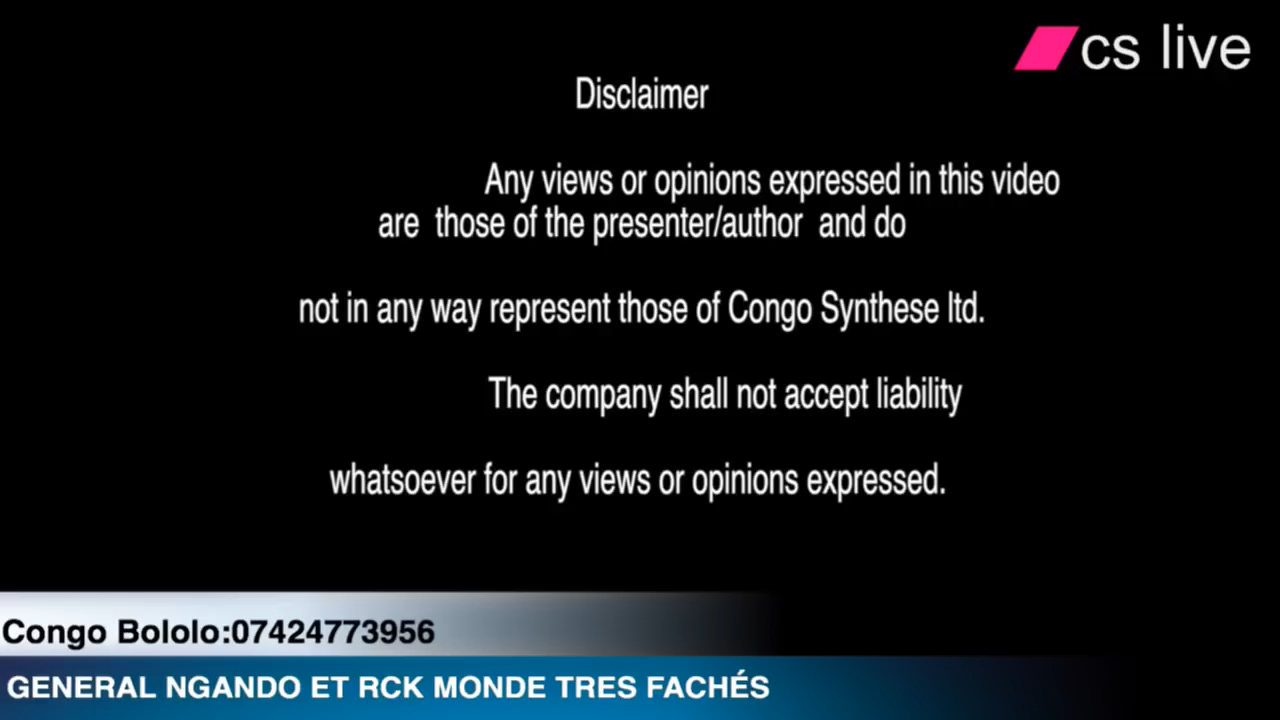 cs live
Disclaimer
Any views or opinions expressed in this video
are those of the presenter/author and do
not in any way represent those of Congo Synthese ltd.
The company shall not accept liability
whatsoever for any views or opinions expressed.
Congo Bololo:07424773956
GENERAL NGANDO ET RCK MONDE TRES FACHÉS